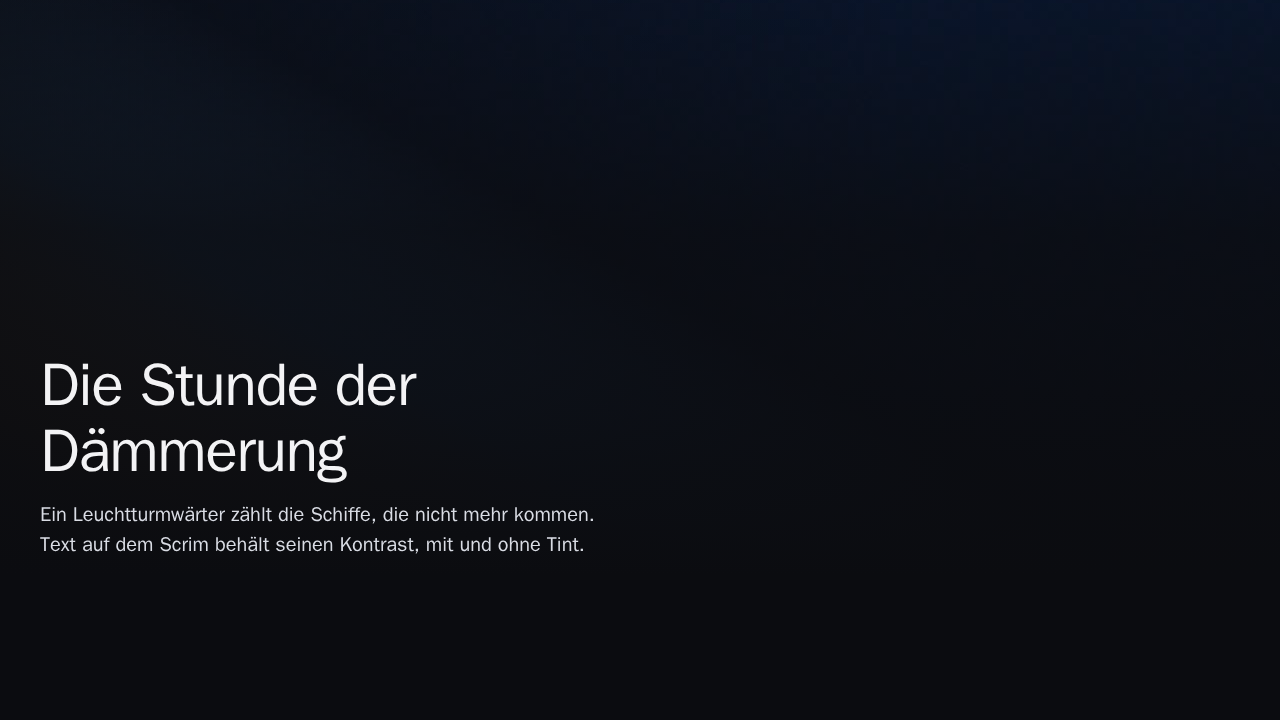 Die Stunde der
Dämmerung
Ein Leuchtturmwärter zählt die Schiffe, die nicht mehr kommen.
Text auf dem Scrim behält seinen Kontrast, mit und ohne Tint.